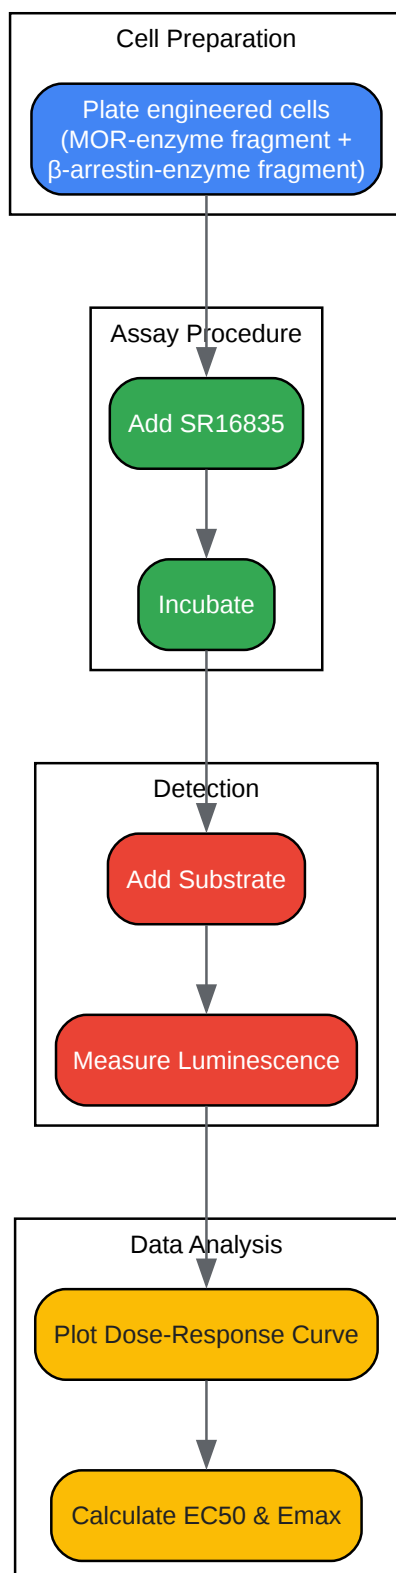 Cell Preparation
Plate engineered cells
(MOR-enzyme fragment +
β-arrestin-enzyme fragment)
Assay Procedure
Add SR16835
Incubate
Detection
Add Substrate
Measure Luminescence
Data Analysis
Plot Dose-Response Curve
Calculate EC50 & Emax